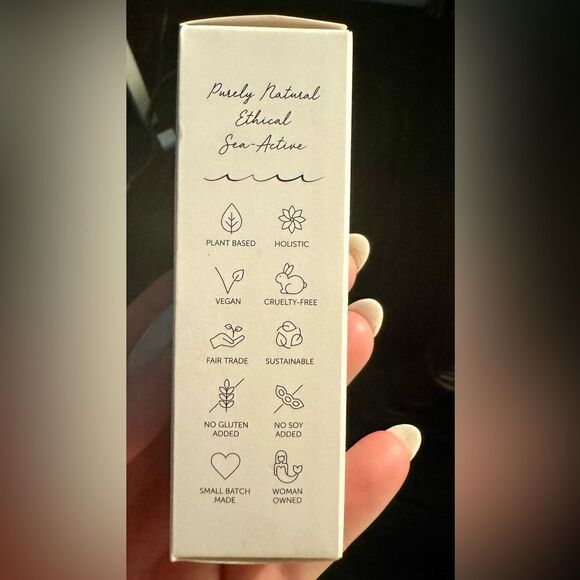 Purely Natural
Ethical
Sea-Active
PLANT BASED
HOLISTIC
VEGAN
CRUELTY-FREE
FAIR TRADE
SUSTAINABLE
NO GLUTEN
ADDED
NO SOY
ADDED
SMALL BATCH
MADE
WOMAN
OWNED